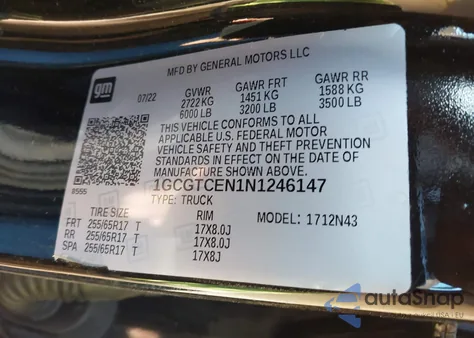 MFD BY GENERAL MOTORS LLC
gm
07/22 GVWR GAWR FRT GAWR RR
2722 KG 1451 KG 1588 KG
6000 LB 3200 LB 3500 LB
THIS VEHICLE CONFORMS TO ALL
APPLICABLE U.S. FEDERAL MOTOR
VEHICLE SAFETY AND THEFT PREVENTION
STANDARDS IN EFFECT ON THE DATE OF
MANUFACTURE SHOWN ABOVE.
1GCGTCEN1N1246147
TYPE: TRUCK MODEL: 1712N43
TIRE SIZE RIM
FRT 255/65R17 T 17X8.0J
RR 255/65R17 T 17X8.0J
SPA 255/65R17 T 17X8J
autoSnap